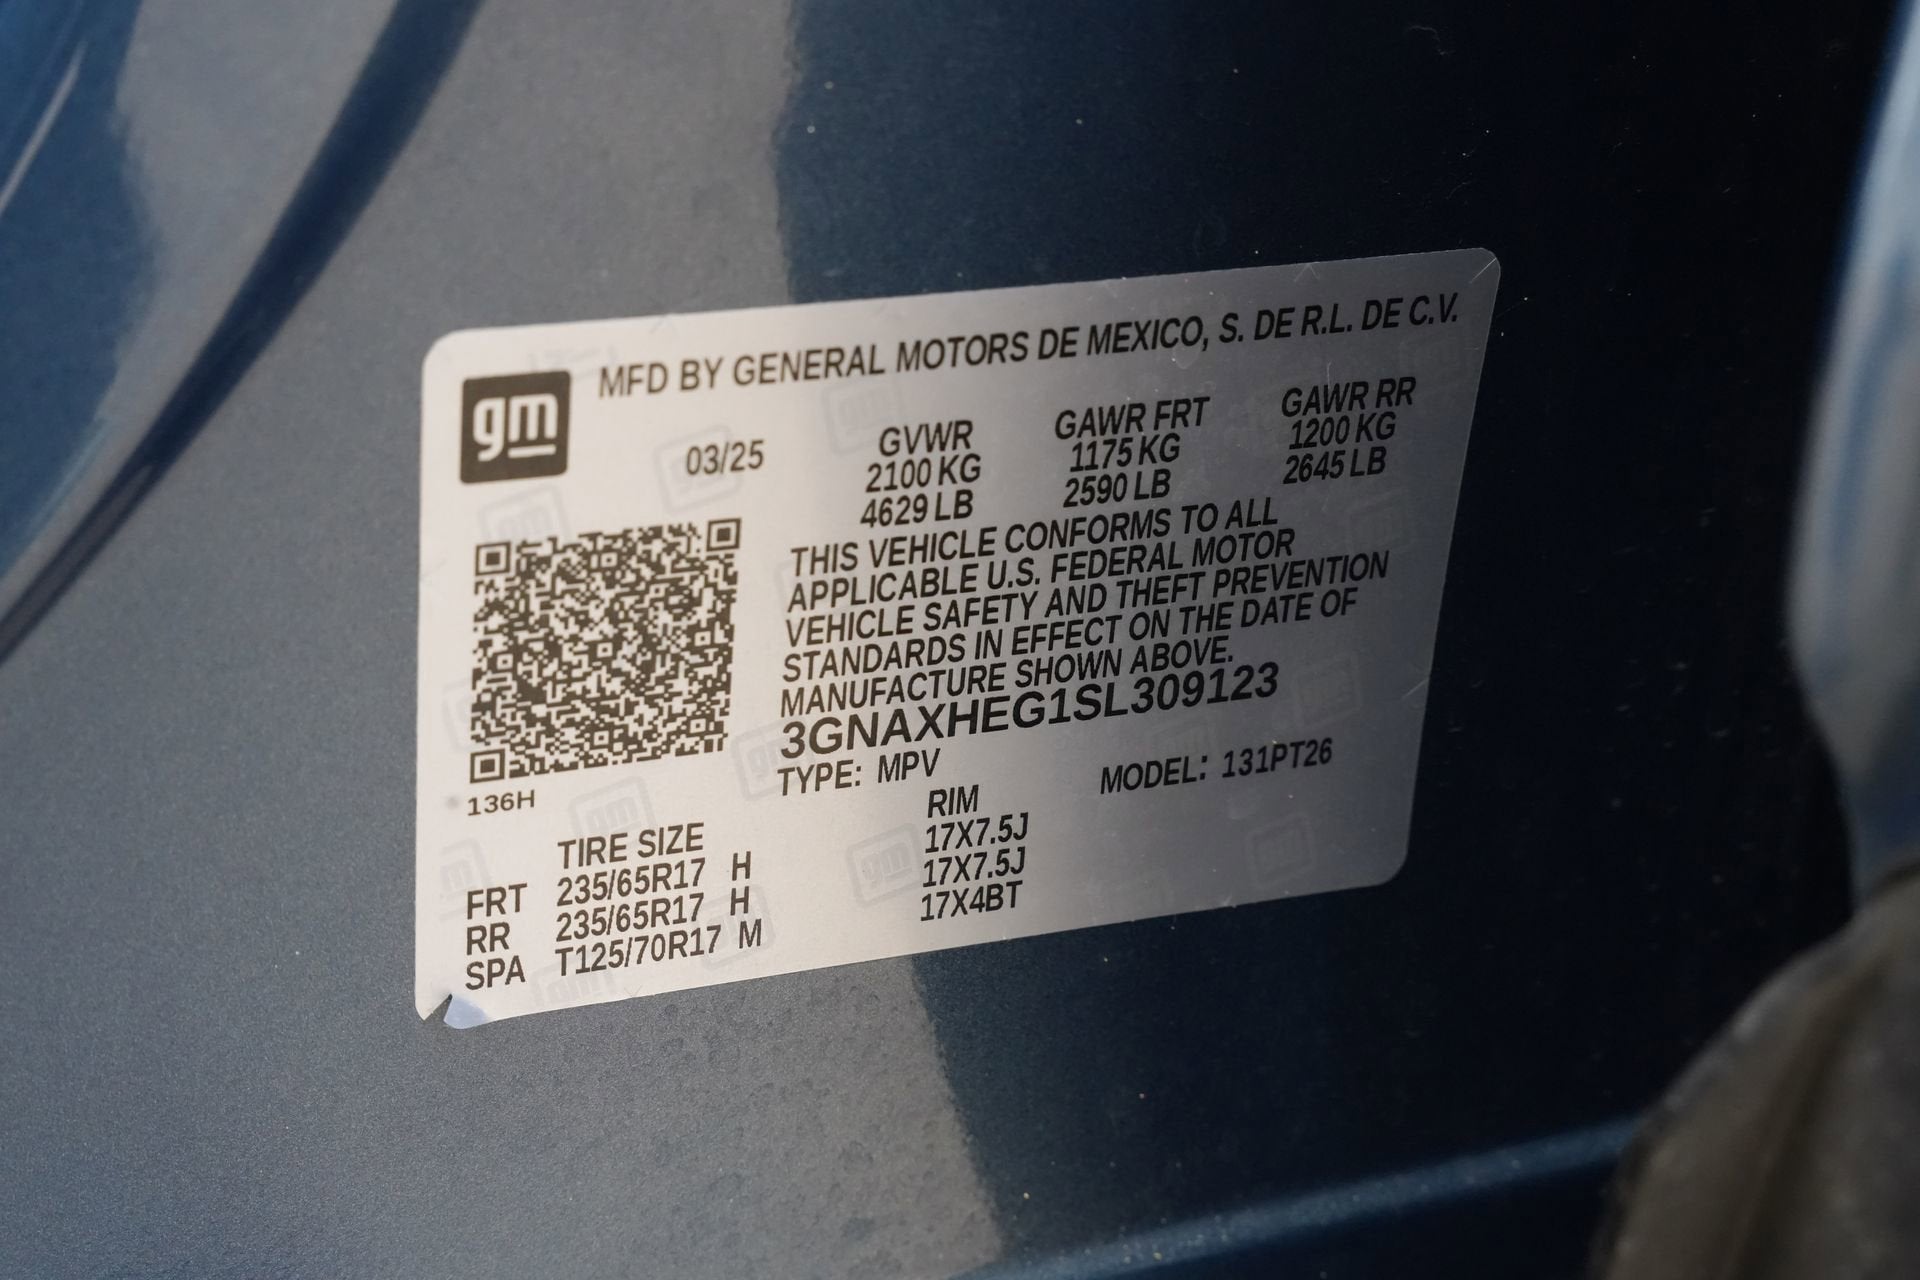 gm
MFD BY GENERAL MOTORS DE MEXICO, S. DE R.L. DE C.V.
03/25
GVWR GAWR FRT GAWR RR
2100 KG 1175 KG 1200 KG
4629 LB 2590 LB 2645 LB
THIS VEHICLE CONFORMS TO ALL
APPLICABLE U.S. FEDERAL MOTOR
VEHICLE SAFETY AND THEFT PREVENTION
STANDARDS IN EFFECT ON THE DATE OF
MANUFACTURE SHOWN ABOVE.
3GNAXHEG1SL309123
TYPE: MPV MODEL: 131PT26
136H
TIRE SIZE RIM
FRT 235/65R17 H 17X7.5J
RR 235/65R17 H 17X7.5J
SPA T125/70R17 M 17X4BT